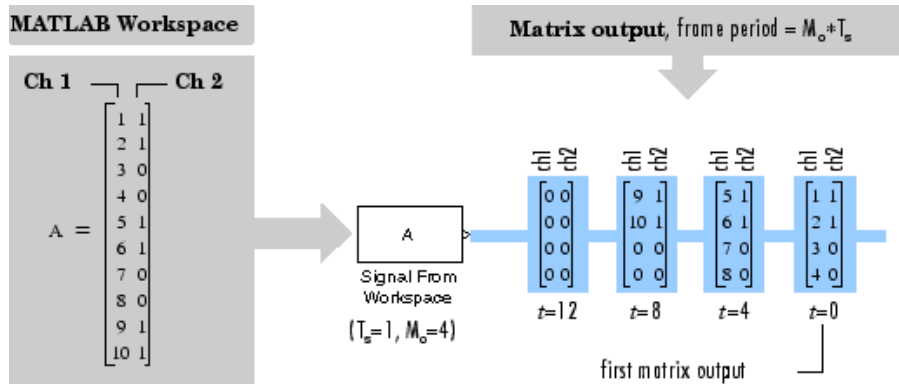 MATLAB Workspace
Matrix output, frame period = Mo*Ts
Ch 1 Ch 2
1 1
2 1
3 0
4 0
A = 5 1
6 1
7 0
8 0
9 1
10 1
A
Signal From
Workspace
(Ts=1, Mo=4)
ch1 ch2 ch1 ch2 ch1 ch2 ch1 ch2
0 0 9 1 5 1 1 1
0 0 10 1 6 1 2 1
0 0 0 0 7 0 3 0
0 0 0 0 8 0 4 0
t=12 t=8 t=4 t=0
first matrix output